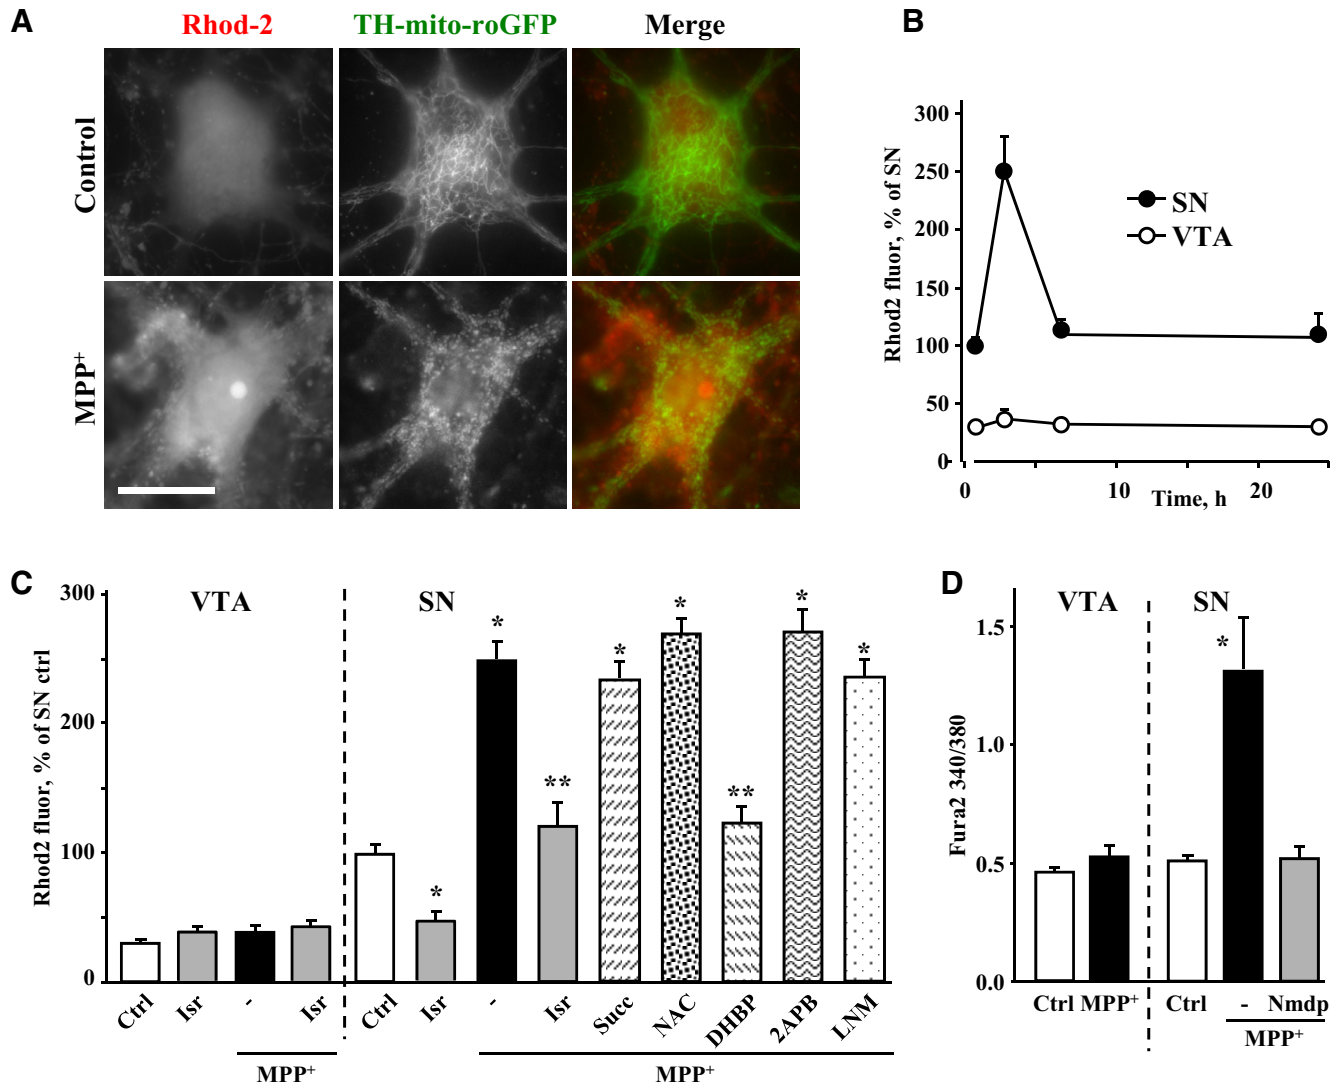 A
Rhod-2
TH-mito-roGFP
Merge
Control
MPP+
B
300
250
200
150
100
50
0
Rhod2 fluor, % of SN
SN
VTA
0
10
20
Time, h
C
300
200
100
0
Rhod2 fluor, % of SN ctrl
VTA
SN
*
*
**
*
*
**
*
*
Ctrl
Isr
-
Isr
Ctrl
Isr
-
Isr
Succ
NAC
DHBP
2APB
LNM
MPP+
MPP+
D
1.5
1.0
0.5
0.0
Fura2 340/380
VTA
SN
*
Ctrl MPP+
Ctrl
-
Nmdp
MPP+